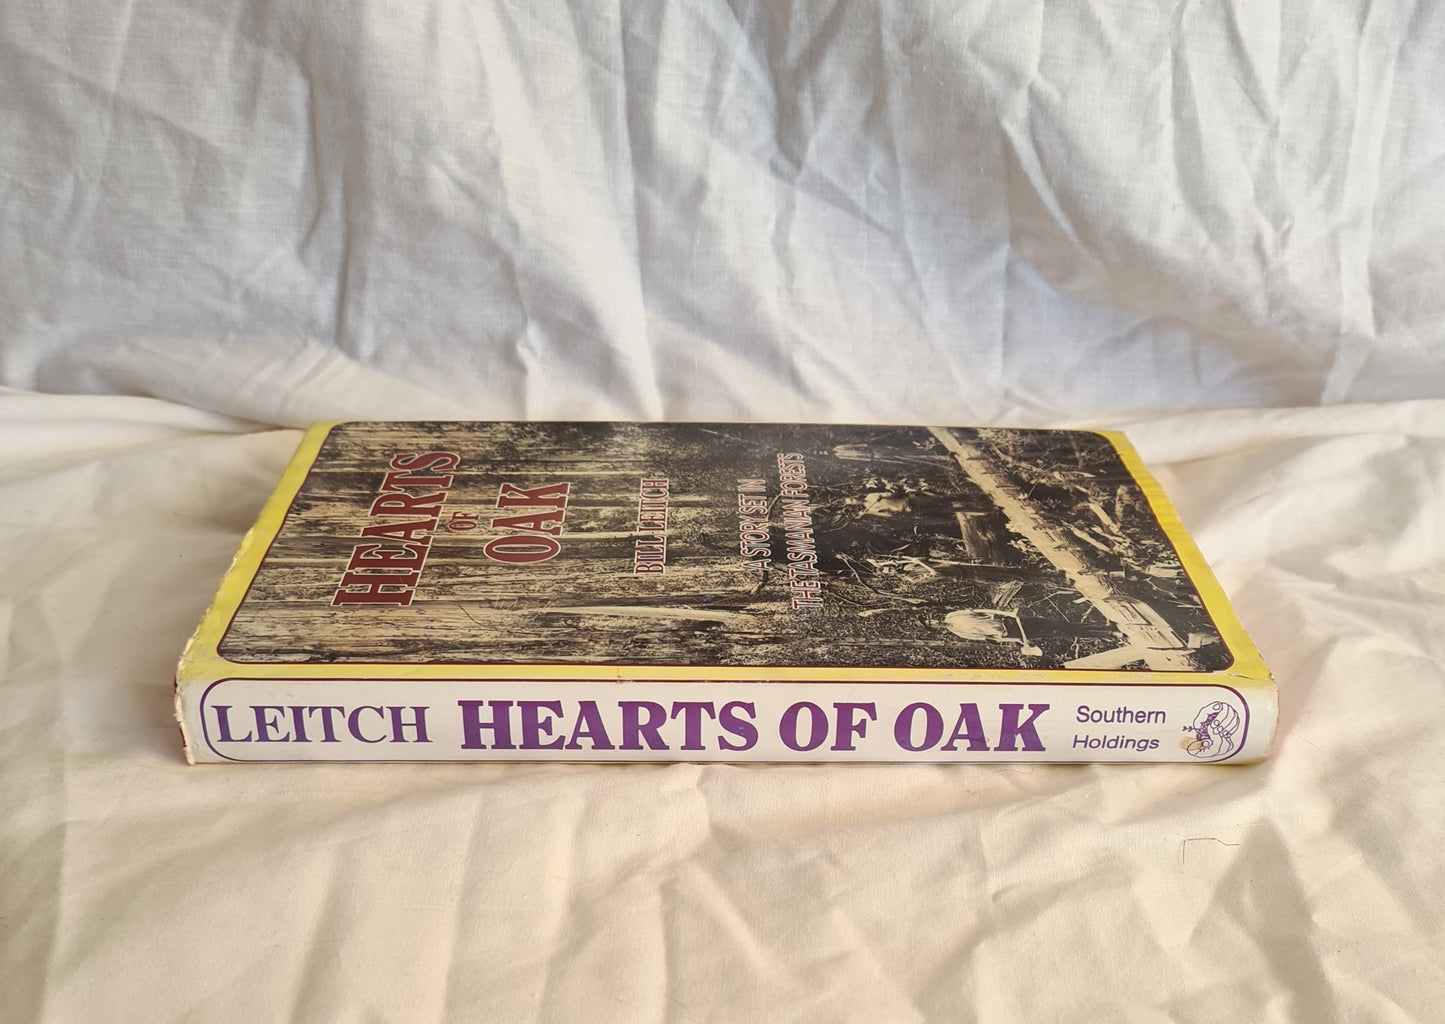 HEARTS
OF
OAK
BILL LEITCH
A STORY SET IN
THE TASMANIAN FORESTS
LEITCH HEARTS OF OAK Southern
Holdings